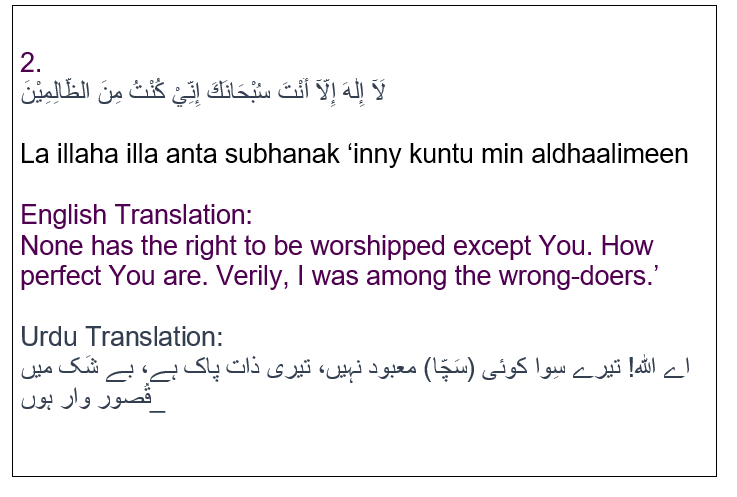 2.
لَآ إِلٰهَ إِلَّآ أَنْتَ سُبْحَانَكَ إِنِّيْ كُنْتُ مِنَ الظَّالِمِيْنَ
La illaha illa anta subhanak ‘inny kuntu min aldhaalimeen
English Translation:
None has the right to be worshipped except You. How
perfect You are. Verily, I was among the wrong-doers.’
Urdu Translation:
اے اللہ! تیرے سِوا کوئی (سَچّا) معبود نہیں، تیری ذات پاک ہے، بے شَک میں
قُصور وار ہوں_